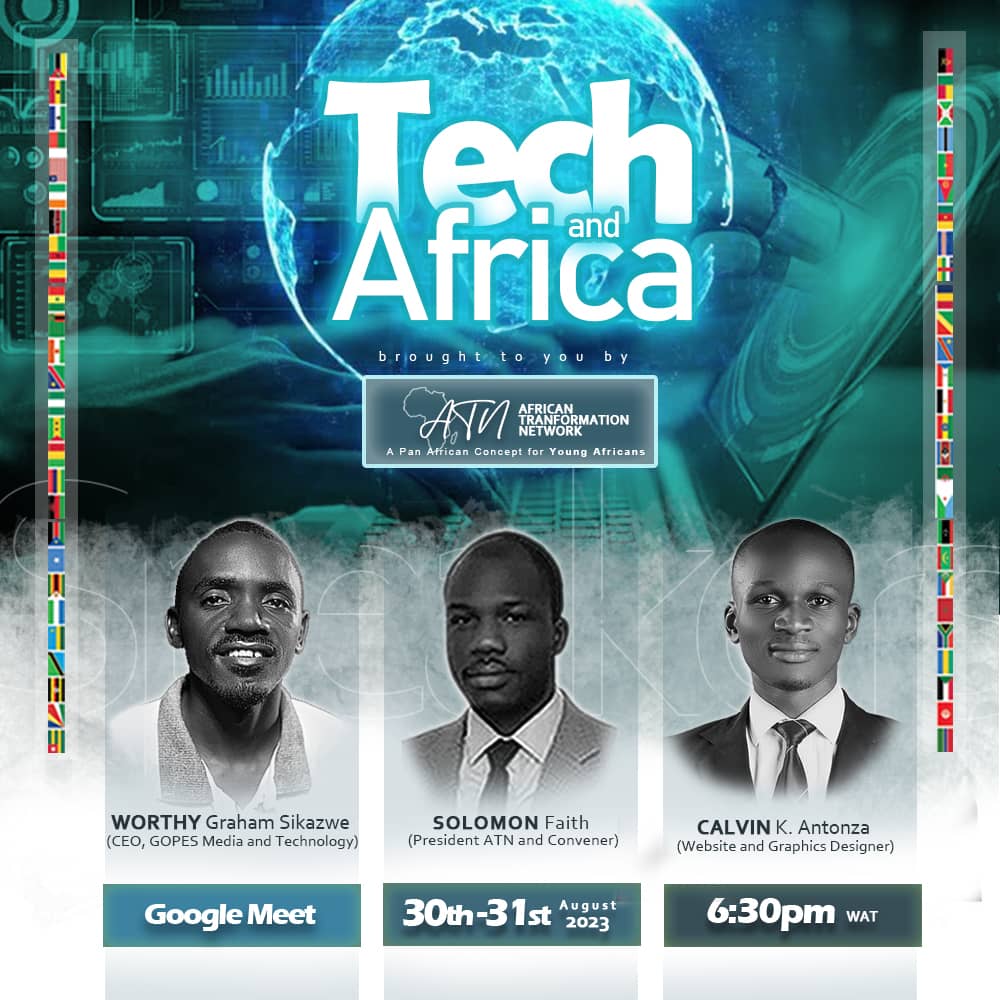 Tech
and
Africa
brought to you by
ATN AFRICAN
TRANFORMATION
NETWORK
A Pan African Concept for Young Africans
WORTHY Graham Sikazwe
(CEO, GOPES Media and Technology)
SOLOMON Faith
(President ATN and Convener)
CALVIN K. Antonza
(Website and Graphics Designer)
Google Meet
30th-31st August
2023
6:30pm WAT